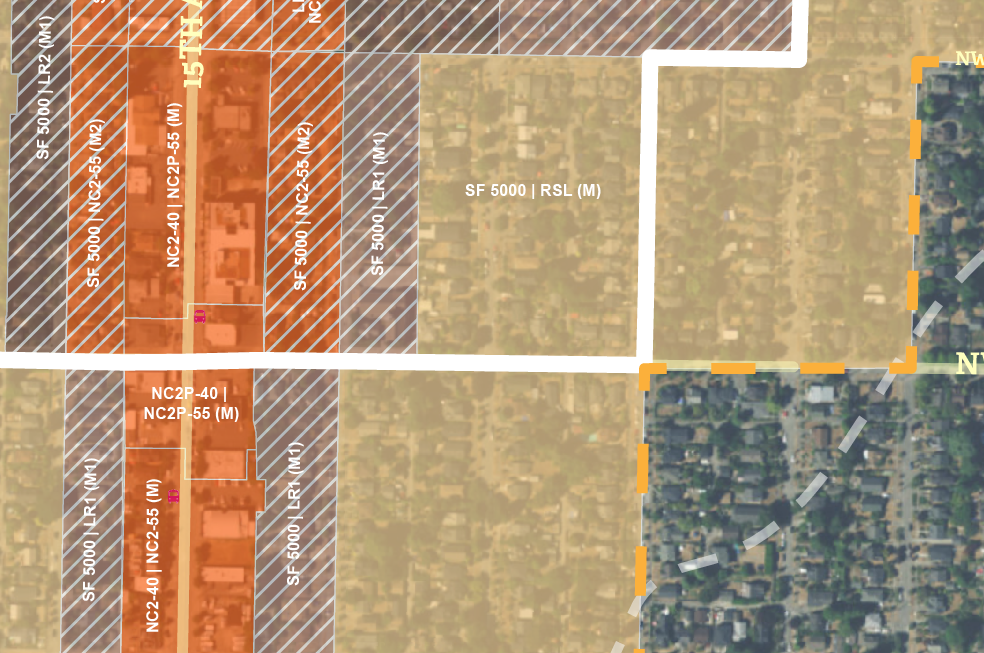 SF 5000 | LR2 (M1)
SF 5000 | NC2-55 (M2)
NC2-40 | NC2P-55 (M)
15TH A
SF 5000 | NC2-55 (M2)
SF 5000 | LR1 (M1)
SF 5000 | RSL (M)
NW
NC2P-40 |
NC2P-55 (M)
SF 5000 | LR1 (M1)
NC2-40 | NC2-55 (M)
SF 5000 | LR1 (M1)